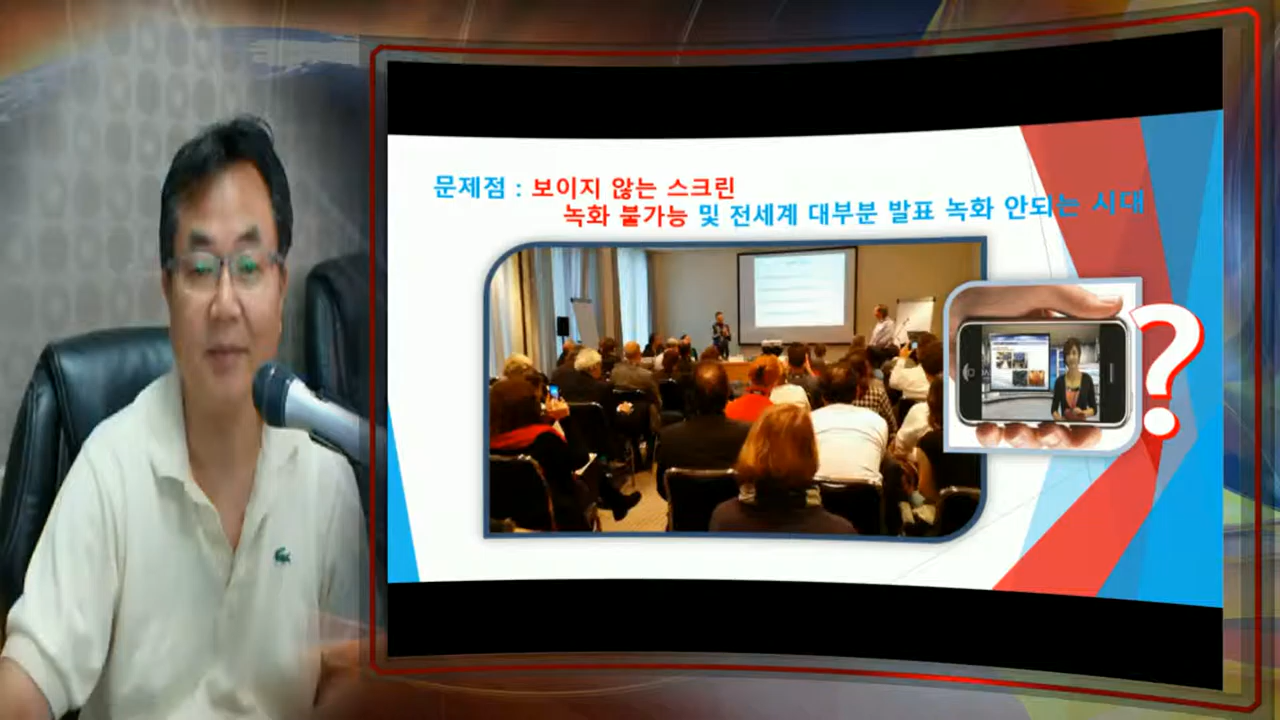 문제점 : 보이지 않는 스크린
녹화 불가능 및 전세계 대부분 발표 녹화 안되는 시대
?